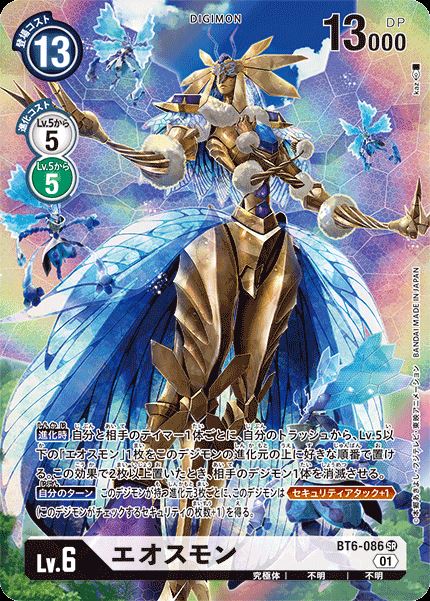 登場コスト
13
DIGIMON
DP
13000
進化コスト
Lv.5から
5
Lv.5から
5
kaz
BANDAI MADE IN JAPAN
進化時 自分と相手のテイマー1体ごとに、自分のトラッシュから、Lv.5以
下の「エオスモン」1枚をこのデジモンの進化元の上に好きな順番で置け
る。この効果で2枚以上置いたとき、相手のデジモン1体を消滅させる。
自分のターン このデジモンが持つ進化元3枚ごとに、このデジモンは セキュリティアタック+1
(このデジモンがチェックするセキュリティの枚数+1)を得る。
BT6-086 SR
Lv.6
エオスモン
01
究極体 不明 不明